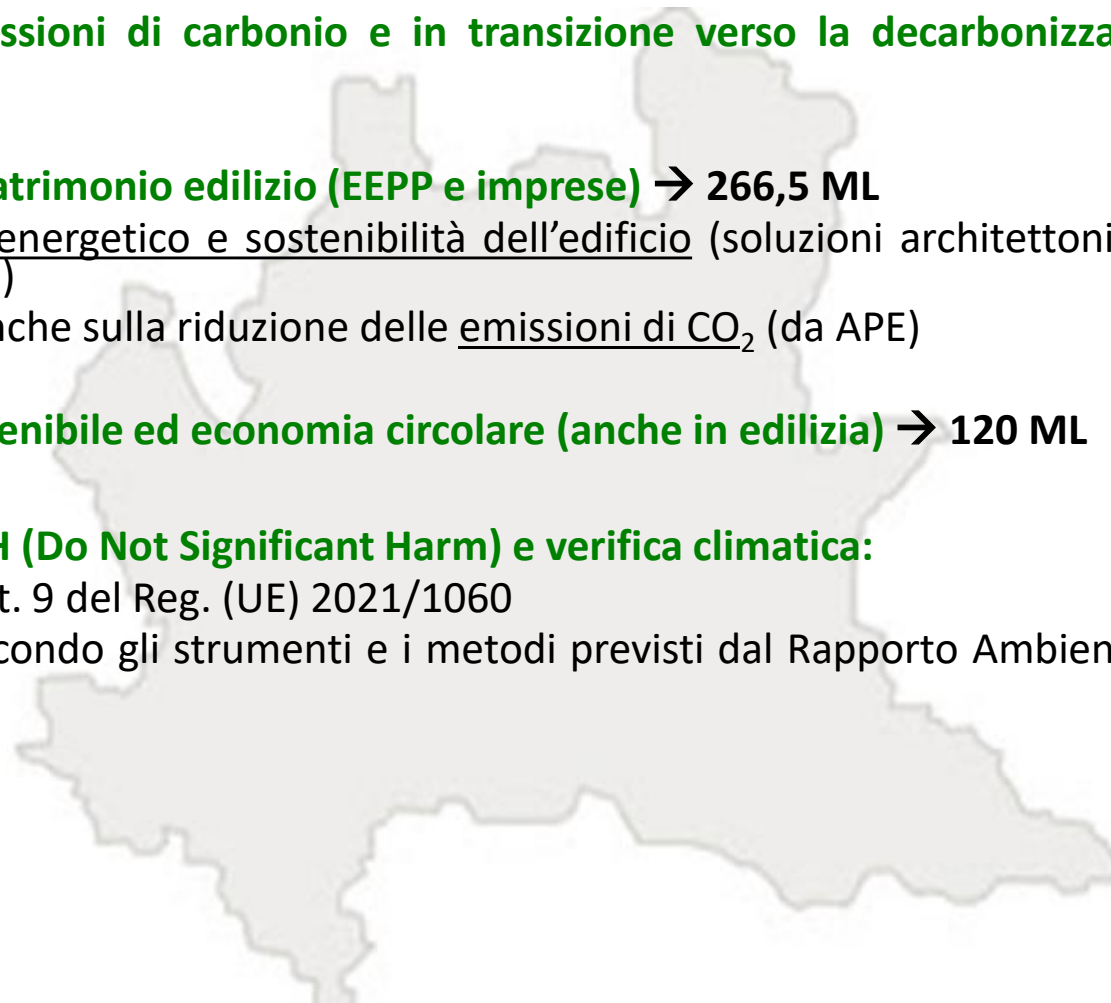 ssioni di carbonio e in transizione verso la decarbonizza
atrimonio edilizio (EEPP e imprese) → 266,5 ML
energetico e sostenibilità dell'edificio (soluzioni architettoni
)
nche sulla riduzione delle emissioni di CO₂ (da APE)
enibile ed economia circolare (anche in edilizia) → 120 ML
H (Do Not Significant Harm) e verifica climatica:
t. 9 del Reg. (UE) 2021/1060
condo gli strumenti e i metodi previsti dal Rapporto Ambien